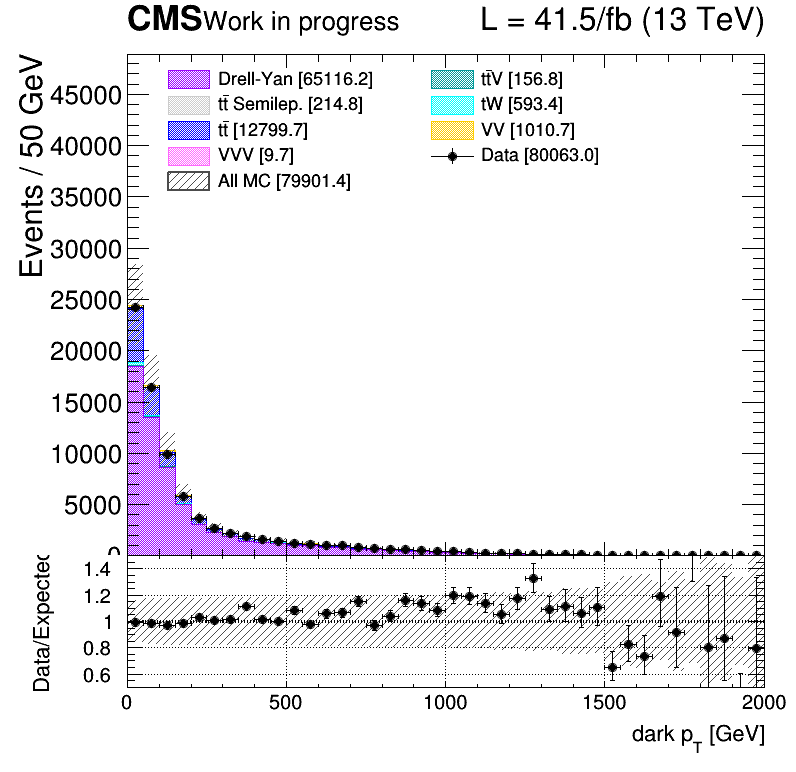 CMS Work in progress L = 41.5/fb (13 TeV)
Events / 50 GeV
Drell-Yan [65116.2]
tt̄ Semilep. [214.8]
tt̄ [12799.7]
VVV [9.7]
All MC [79901.4]
tt̄V [156.8]
tW [593.4]
VV [1010.7]
Data [80063.0]
45000
40000
35000
30000
25000
20000
15000
10000
5000
0
Data/Expected
1.4
1.2
1
0.8
0.6
0 500 1000 1500 2000
dark p_T [GeV]